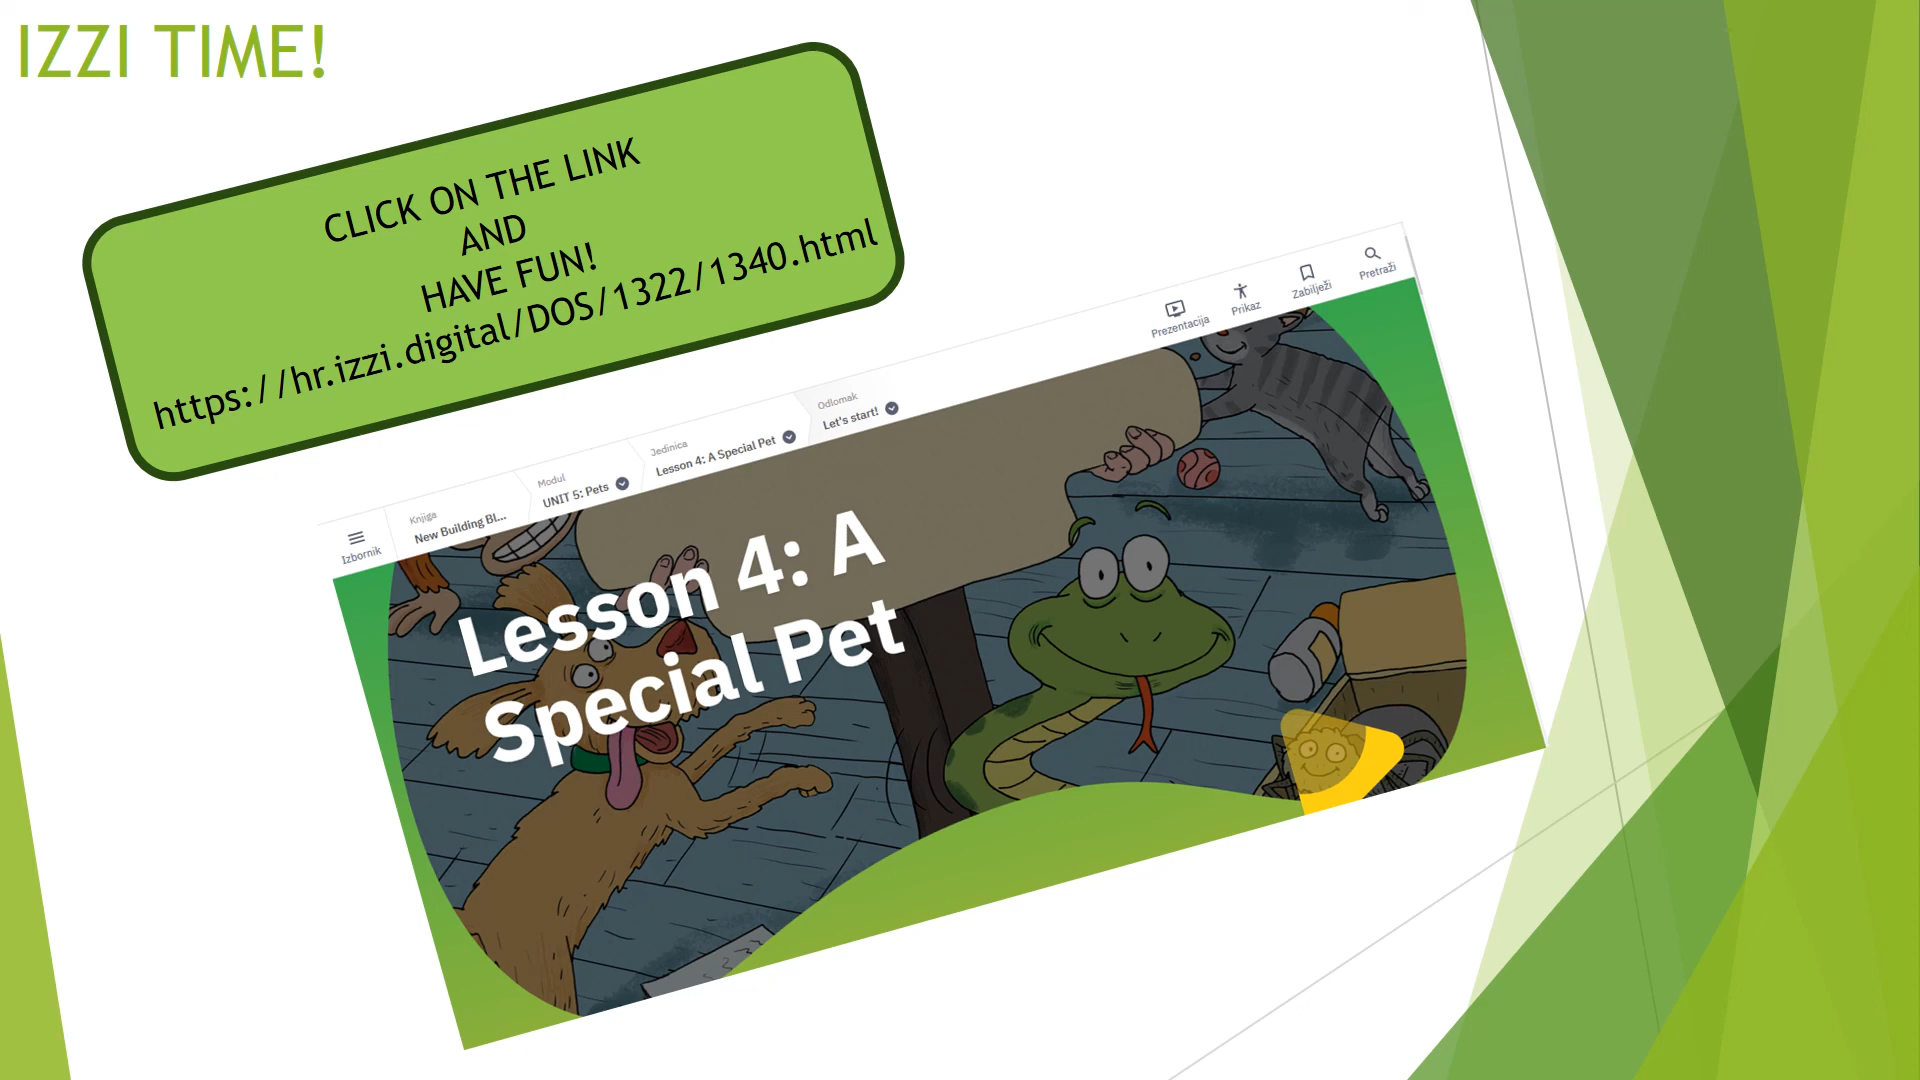 IZZI TIME!
CLICK ON THE LINK
AND
HAVE FUN!
https://hr.izzi.digital/DOS/1322/1340.html
Izbornik
Knjiga
New Building Bl...
Modul
UNIT 5: Pets
Jedinica
Lesson 4: A Special Pet
Odlomak
Let's start!
Prezentacija
Prikaz
Zabilježi
Pretraži
Lesson 4: A
Special Pet